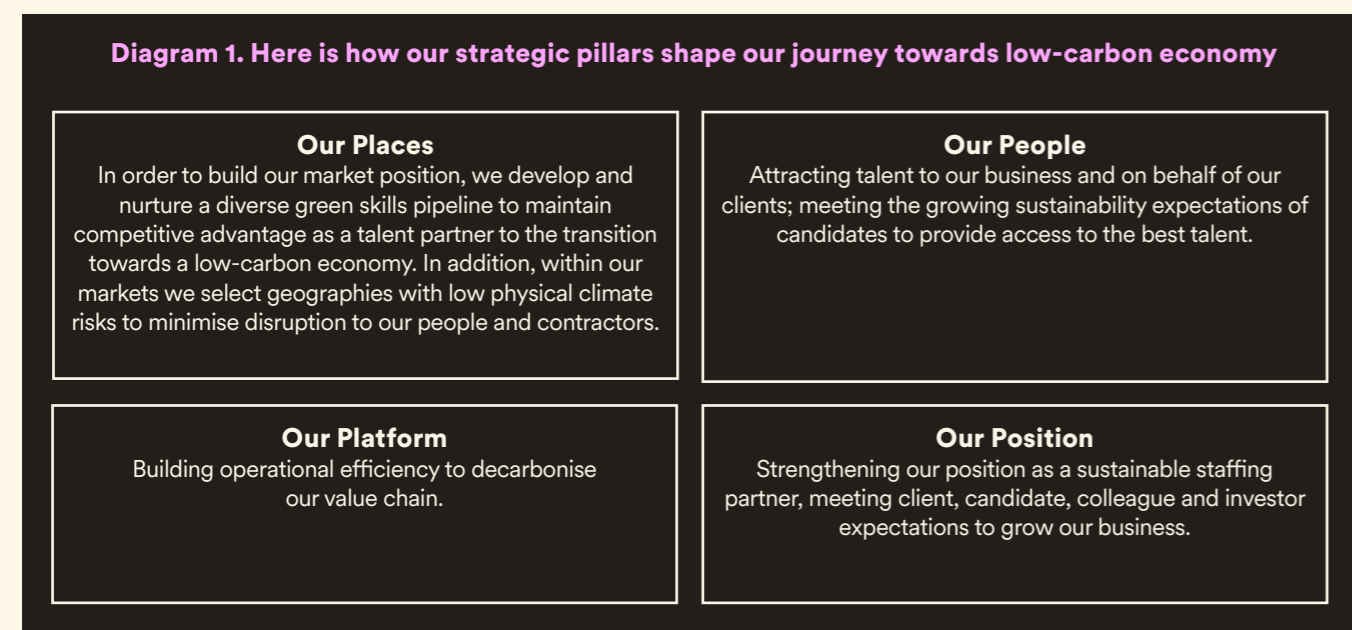 Diagram 1. Here is how our strategic pillars shape our journey towards low-carbon economy
Our Places
In order to build our market position, we develop and
nurture a diverse green skills pipeline to maintain
competitive advantage as a talent partner to the transition
towards a low-carbon economy. In addition, within our
markets we select geographies with low physical climate
risks to minimise disruption to our people and contractors.
Our People
Attracting talent to our business and on behalf of our
clients; meeting the growing sustainability expectations of
candidates to provide access to the best talent.
Our Platform
Building operational efficiency to decarbonise
our value chain.
Our Position
Strengthening our position as a sustainable staffing
partner, meeting client, candidate, colleague and investor
expectations to grow our business.